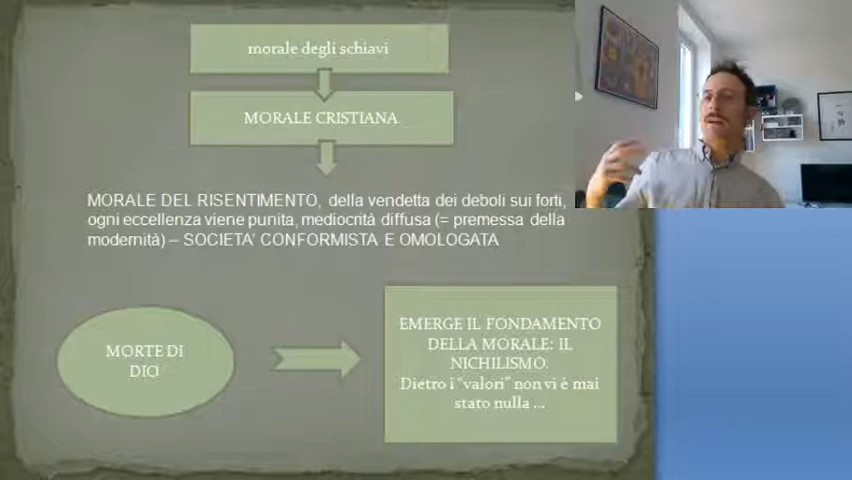 morale degli schiavi
MORALE CRISTIANA
MORALE DEL RISENTIMENTO, della vendetta dei deboli sui forti,
ogni eccellenza viene punita, mediocrità diffusa (= premessa della
modernità) – SOCIETA' CONFORMISTA E OMOLOGATA
MORTE DI
DIO
EMERGE IL FONDAMENTO
DELLA MORALE: IL
NICHILISMO.
Dietro i "valori" non vi è mai
stato nulla ...